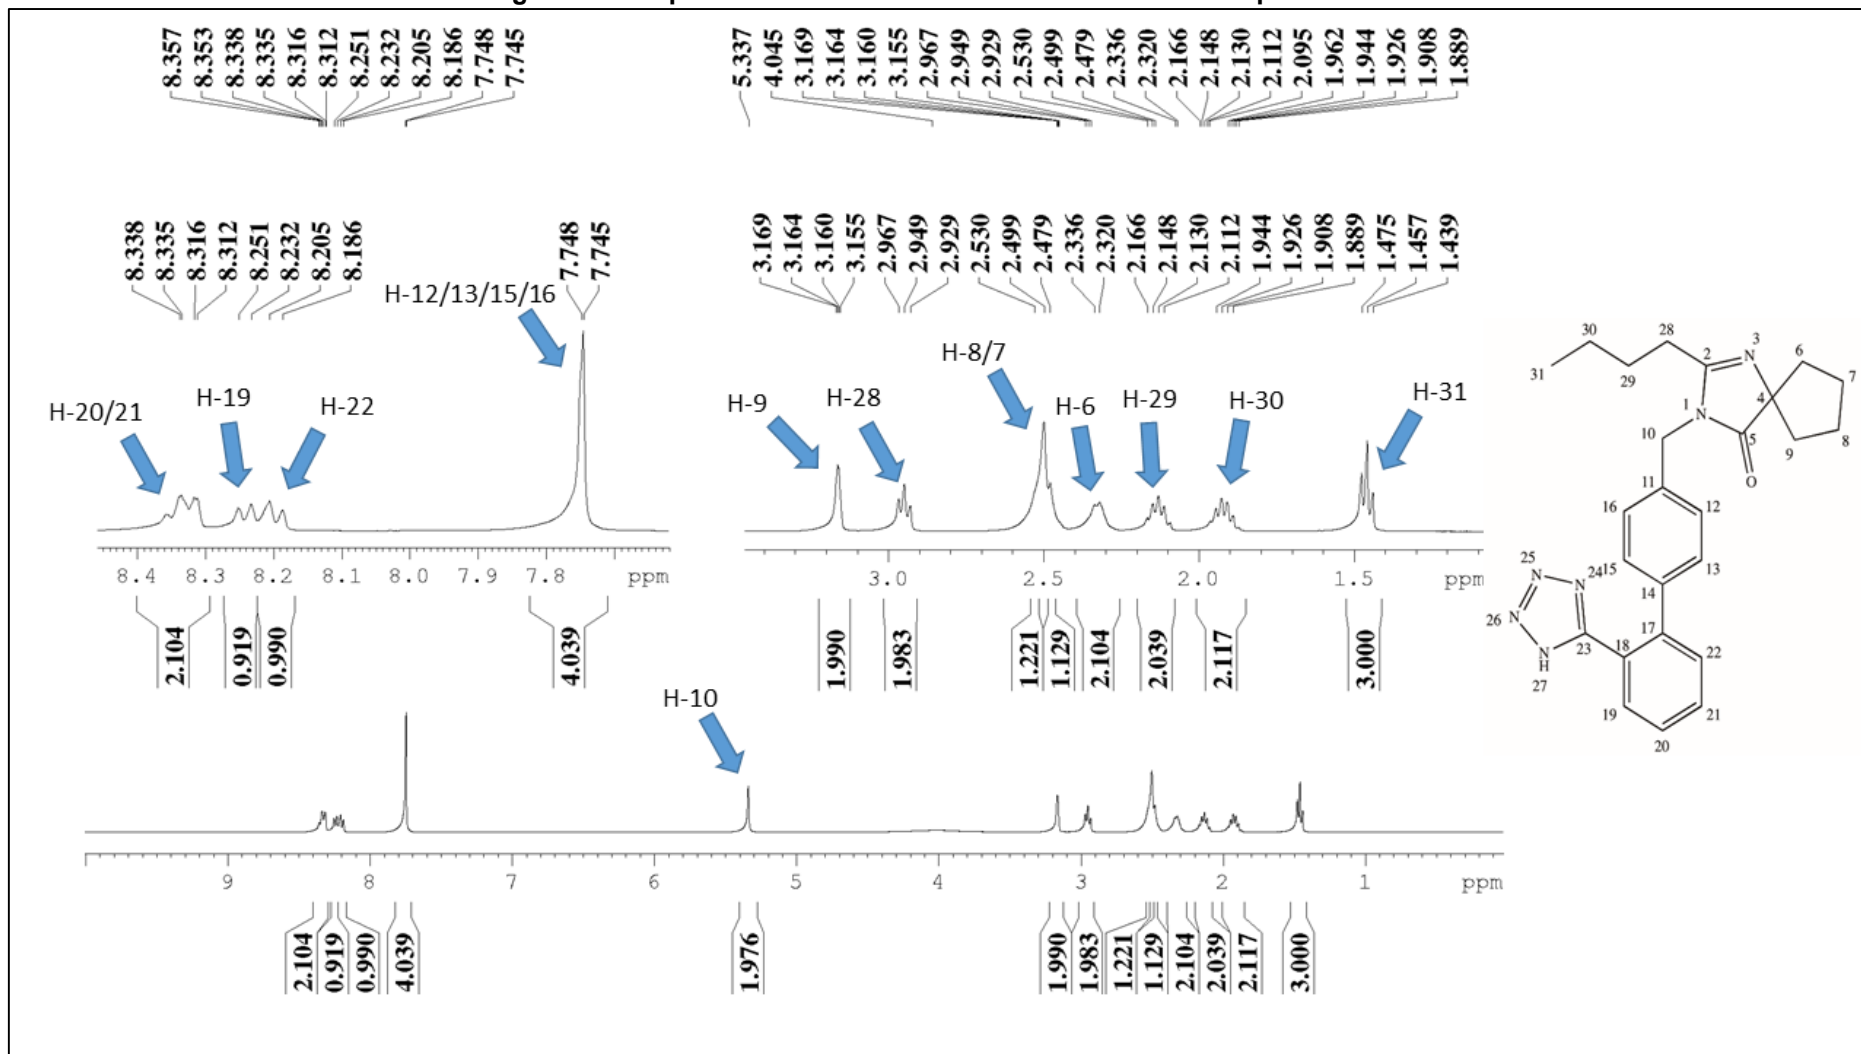 8.357 8.353 8.338 8.335 8.316 8.312 8.251 8.232 8.205 8.186 7.748 7.745
5.337 4.045 3.169 3.164 3.160 3.155 2.967 2.949 2.929 2.530 2.499 2.479 2.336 2.320 2.166 2.148 2.130 2.112 2.095 1.962 1.944 1.926 1.908 1.889
8.338 8.335 8.316 8.312 8.251 8.232 8.205 8.186
7.748 7.745
3.169 3.164 3.160 3.155 2.967 2.949 2.929 2.530 2.499 2.479 2.336 2.320 2.166 2.148 2.130 2.112 1.944 1.926 1.908 1.889 1.475 1.457 1.439
H-12/13/15/16
H-20/21
H-19
H-22
H-8/7
H-9
H-28
H-6
H-29
H-30
H-31
8.4 8.3 8.2 8.1 8.0 7.9 7.8 ppm
3.0 2.5 2.0 1.5 ppm
2.104 0.919 0.990 4.039
1.990 1.983 1.221 1.129 2.104 2.039 2.117 3.000
H-10
9 8 7 6 5 4 3 2 1 ppm
2.104 0.919 0.990 4.039 1.976 1.990 1.983 1.221 1.129 2.104 2.039 2.117 3.000
30 28 3
N 6
31 29 2 7
1 N 4
10 5 8
9
11 O
16 12
25 N 24 N 15 13
14
26 N 17
N H 23 18 22
27
19 21
20